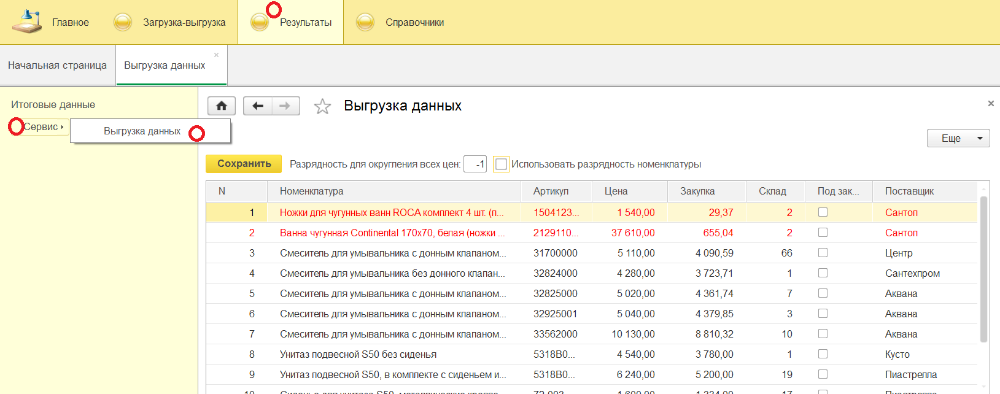 Главное Загрузка-выгрузка Результаты Справочники
Начальная страница Выгрузка данных
Итоговые данные
Сервис
Выгрузка данных
Выгрузка данных
Еще
Сохранить Разрядность для округления всех цен: -1 Использовать разрядность номенклатуры
N Номенклатура Артикул Цена Закупка Склад Под зак... Поставщик
1 Ножки для чугунных ванн ROCA комплект 4 шт. (п... 1504123... 1 540,00 29,37 2 Сантоп
2 Ванна чугунная Continental 170x70, белая (ножки ... 2129110... 37 610,00 655,04 2 Сантоп
3 Смеситель для умывальника с донным клапаном... 31700000 5 110,00 4 090,59 66 Центр
4 Смеситель для умывальника без донного клапан... 32824000 4 280,00 3 723,71 1 Сантехпром
5 Смеситель для умывальника с донным клапаном... 32825000 5 020,00 4 361,74 7 Аквана
6 Смеситель для умывальника с донным клапаном... 32925001 5 040,00 4 379,85 3 Аквана
7 Смеситель для умывальника с донным клапаном... 33562000 10 130,00 8 810,32 10 Аквана
8 Унитаз подвесной S50 без сиденья 5318B0... 4 540,00 3 780,00 1 Кусто
9 Унитаз подвесной S50, в комплекте с сиденьем и... 5318B0... 6 240,00 5 200,00 19 Пиастрелла